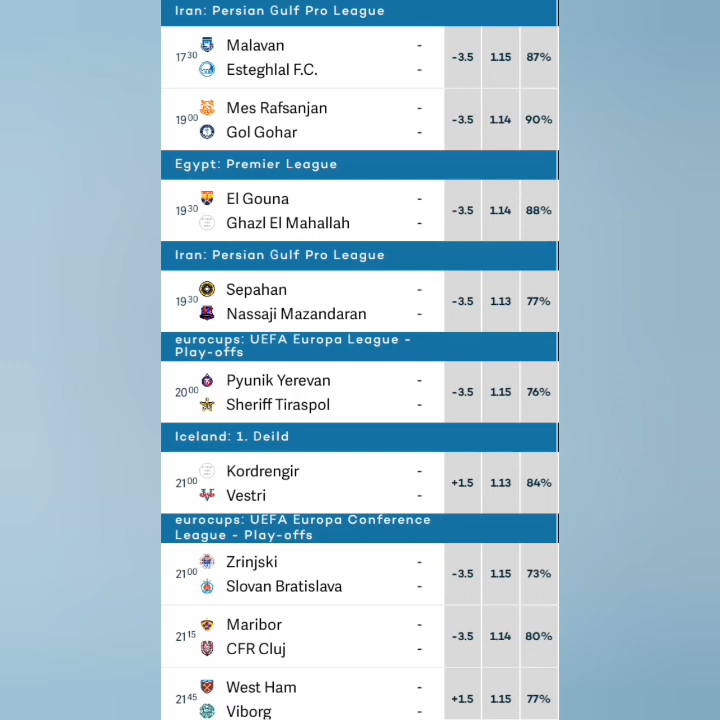 Iran: Persian Gulf Pro League
17 30 Malavan - -3.5 1.15 87%
Esteghlal F.C. -
19 00 Mes Rafsanjan - -3.5 1.14 90%
Gol Gohar -
Egypt: Premier League
19 30 El Gouna - -3.5 1.14 88%
Ghazl El Mahallah -
Iran: Persian Gulf Pro League
19 30 Sepahan - -3.5 1.13 77%
Nassaji Mazandaran -
eurocups: UEFA Europa League -
Play-offs
20 00 Pyunik Yerevan - -3.5 1.15 76%
Sheriff Tiraspol -
Iceland: 1. Deild
21 00 Kordrengir - +1.5 1.13 84%
Vestri -
eurocups: UEFA Europa Conference
League - Play-offs
21 00 Zrinjski - -3.5 1.15 73%
Slovan Bratislava -
21 15 Maribor - -3.5 1.14 80%
CFR Cluj -
21 45 West Ham - +1.5 1.15 77%
Viborg -